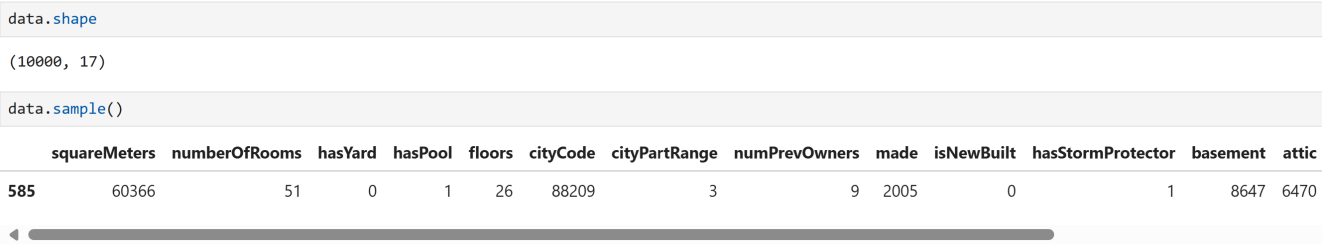 data.shape
(10000, 17)
data.sample()
squareMeters numberOfRooms hasYard hasPool floors cityCode cityPartRange numPrevOwners made isNewBuilt hasStormProtector basement attic
585 60366 51 0 1 26 88209 3 9 2005 0 1 8647 6470